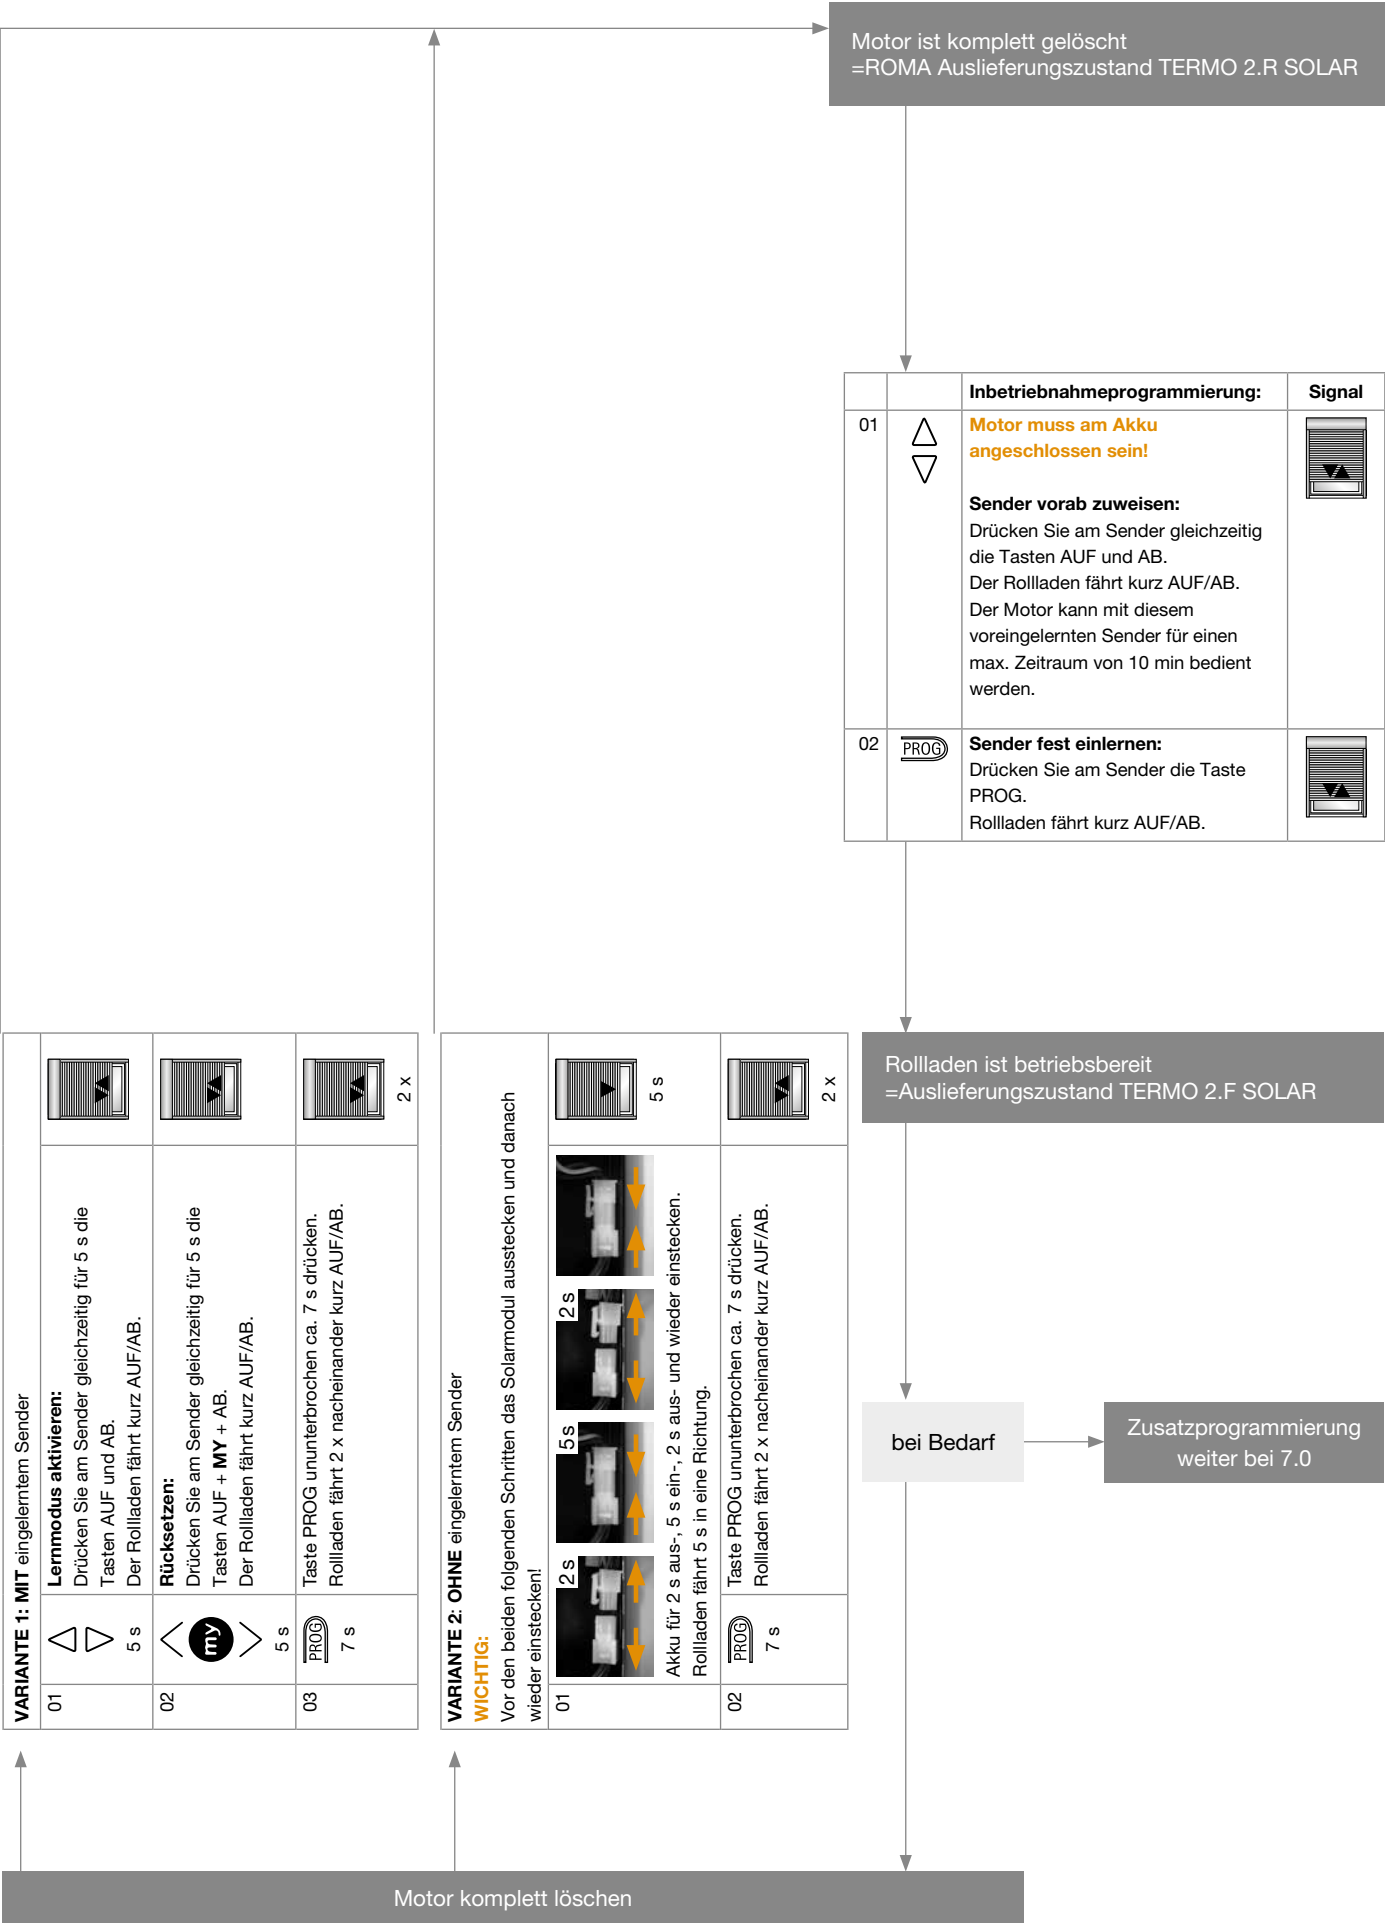 Motor ist komplett gelöscht
=ROMA Auslieferungszustand TERMO 2.R SOLAR
Inbetriebnahmeprogrammierung:
Signal
01
Motor muss am Akku
angeschlossen sein!
Sender vorab zuweisen:
Drücken Sie am Sender gleichzeitig
die Tasten AUF und AB.
Der Rollladen fährt kurz AUF/AB.
Der Motor kann mit diesem
voreingelernten Sender für einen
max. Zeitraum von 10 min bedient
werden.
02
PROG
Sender fest einlernen:
Drücken Sie am Sender die Taste
PROG.
Rollladen fährt kurz AUF/AB.
Rollladen ist betriebsbereit
=Auslieferungszustand TERMO 2.F SOLAR
bei Bedarf
Zusatzprogrammierung
weiter bei 7.0
VARIANTE 1: MIT eingelerntem Sender
01
5 s
Lernmodus aktivieren:
Drücken Sie am Sender gleichzeitig für 5 s die
Tasten AUF und AB.
Der Rollladen fährt kurz AUF/AB.
02
my
5 s
Rücksetzen:
Drücken Sie am Sender gleichzeitig für 5 s die
Tasten AUF + MY + AB.
Der Rollladen fährt kurz AUF/AB.
03
PROG
7 s
Taste PROG ununterbrochen ca. 7 s drücken.
Rollladen fährt 2 x nacheinander kurz AUF/AB.
2 x
VARIANTE 2: OHNE eingelerntem Sender
WICHTIG:
Vor den beiden folgenden Schritten das Solarmodul ausstecken und danach
wieder einstecken!
01
2 s
5 s
2 s
Akku für 2 s aus-, 5 s ein-, 2 s aus- und wieder einstecken.
Rollladen fährt 5 s in eine Richtung.
5 s
02
PROG
7 s
Taste PROG ununterbrochen ca. 7 s drücken.
Rollladen fährt 2 x nacheinander kurz AUF/AB.
2 x
Motor komplett löschen